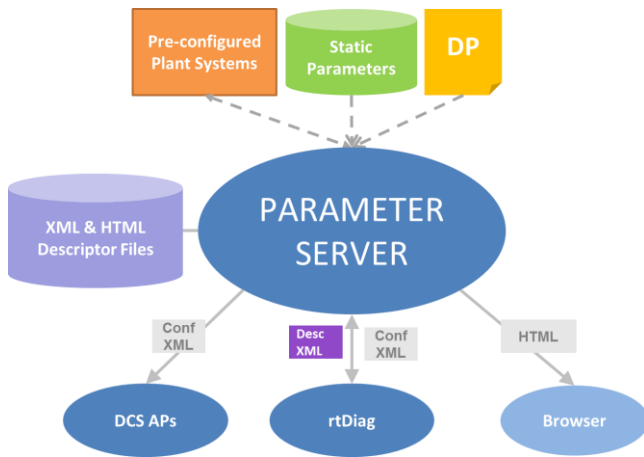 Pre-configured
Plant Systems
Static
Parameters
DP
XML & HTML
Descriptor Files
PARAMETER
SERVER
Conf
XML
Desc
XML
Conf
XML
HTML
DCS APs
rtDiag
Browser